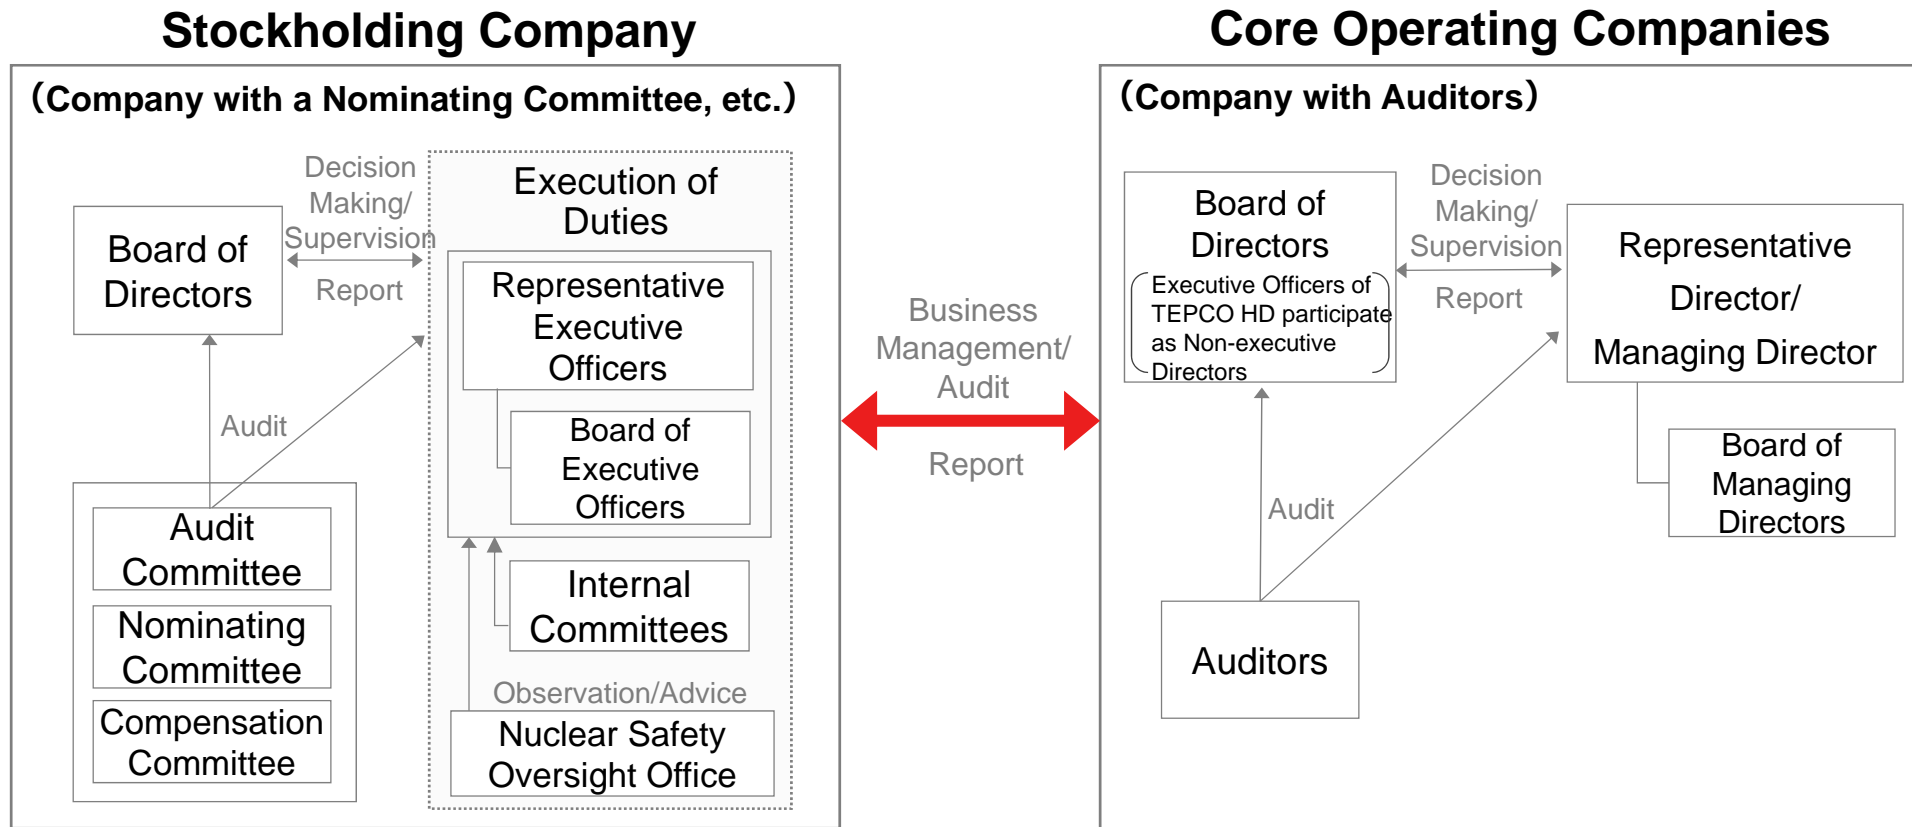 Stockholding Company
（Company with a Nominating Committee, etc.）
Decision
Making/
Supervision
Report
Board of
Directors
Audit
Audit
Committee
Nominating
Committee
Compensation
Committee
Execution of
Duties
Representative
Executive
Officers
Board of
Executive
Officers
Internal
Committees
Observation/Advice
Nuclear Safety
Oversight Office
Business
Management/
Audit
Report
Core Operating Companies
（Company with Auditors）
Board of
Directors
Executive Officers of
TEPCO HD participate
as Non-executive
Directors
Decision
Making/
Supervision
Report
Representative
Director/
Managing Director
Board of
Managing
Directors
Audit
Auditors